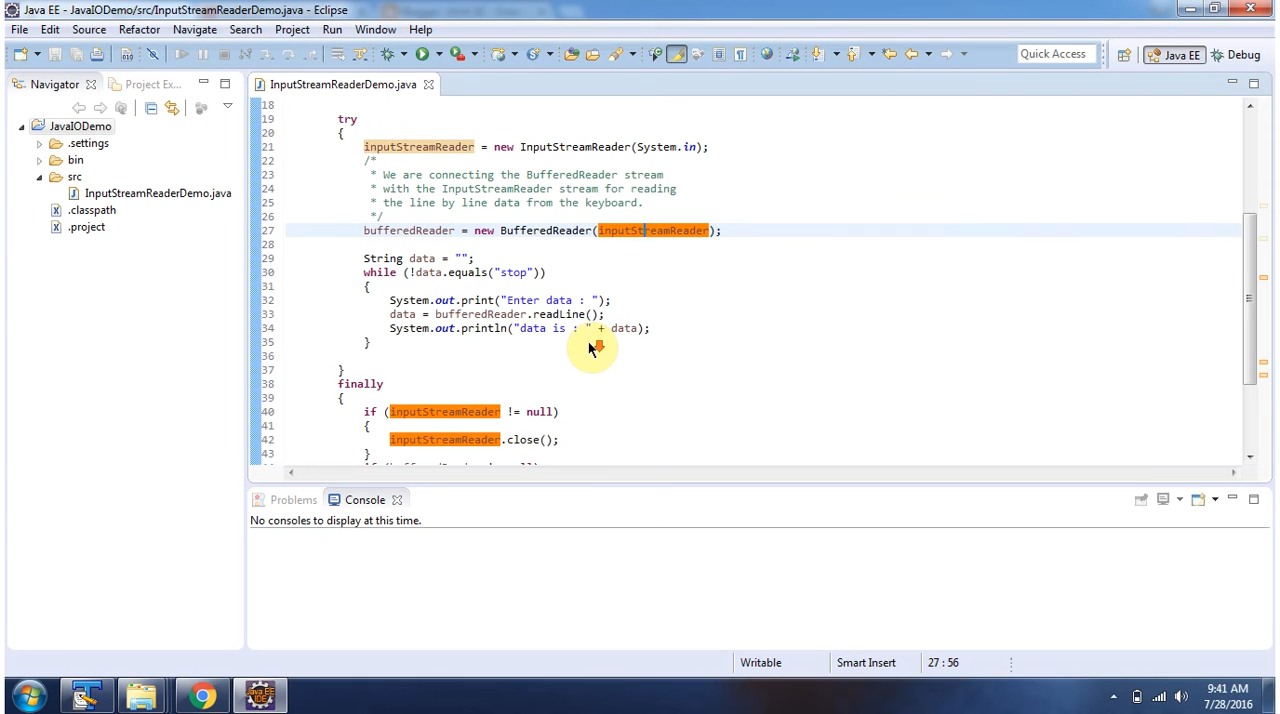 Java EE - JavaIODemo/src/InputStreamReaderDemo.java - Eclipse
File Edit Source Refactor Navigate Search Project Run Window Help
Quick Access Java EE Debug
Navigator Project Ex...
InputStreamReaderDemo.java
JavaIODemo
.settings
bin
src
InputStreamReaderDemo.java
.classpath
.project
18
19 try
20 {
21 inputStreamReader = new InputStreamReader(System.in);
22 /*
23 * We are connecting the BufferedReader stream
24 * with the InputStreamReader stream for reading
25 * the line by line data from the keyboard.
26 */
27 bufferedReader = new BufferedReader(inputStreamReader);
28
29 String data = "";
30 while (!data.equals("stop"))
31 {
32 System.out.print("Enter data : ");
33 data = bufferedReader.readLine();
34 System.out.println("data is : " + data);
35 }
36
37 }
38 finally
39 {
40 if (inputStreamReader != null)
41 {
42 inputStreamReader.close();
43 }
Problems Console
No consoles to display at this time.
Writable Smart Insert 27 : 56
Java EE
IDE
9:41 AM
7/28/2016